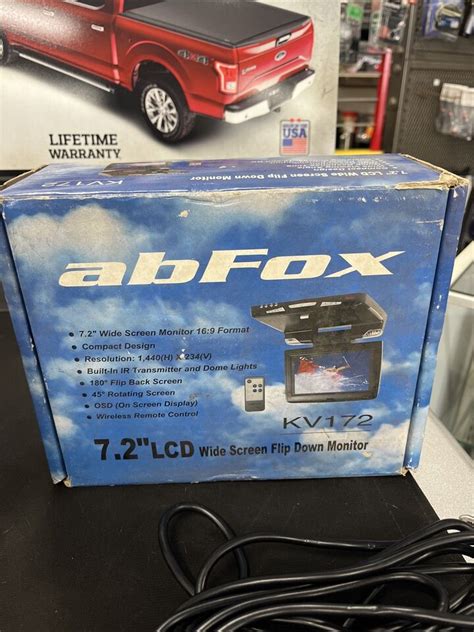 4x4
LIFETIME
WARRANTY
USA
KV172
7.2" LCD Wide Screen Flip Down Monitor
abFox
• 7.2" Wide Screen Monitor 16:9 Format
• Compact Design
• Resolution: 1,440(H) X 234(V)
• Built-In IR Transmitter and Dome Lights
• 180° Flip Back Screen
• 45° Rotating Screen
• OSD (On Screen Display)
• Wireless Remote Control
KV172
7.2" LCD Wide Screen Flip Down Monitor